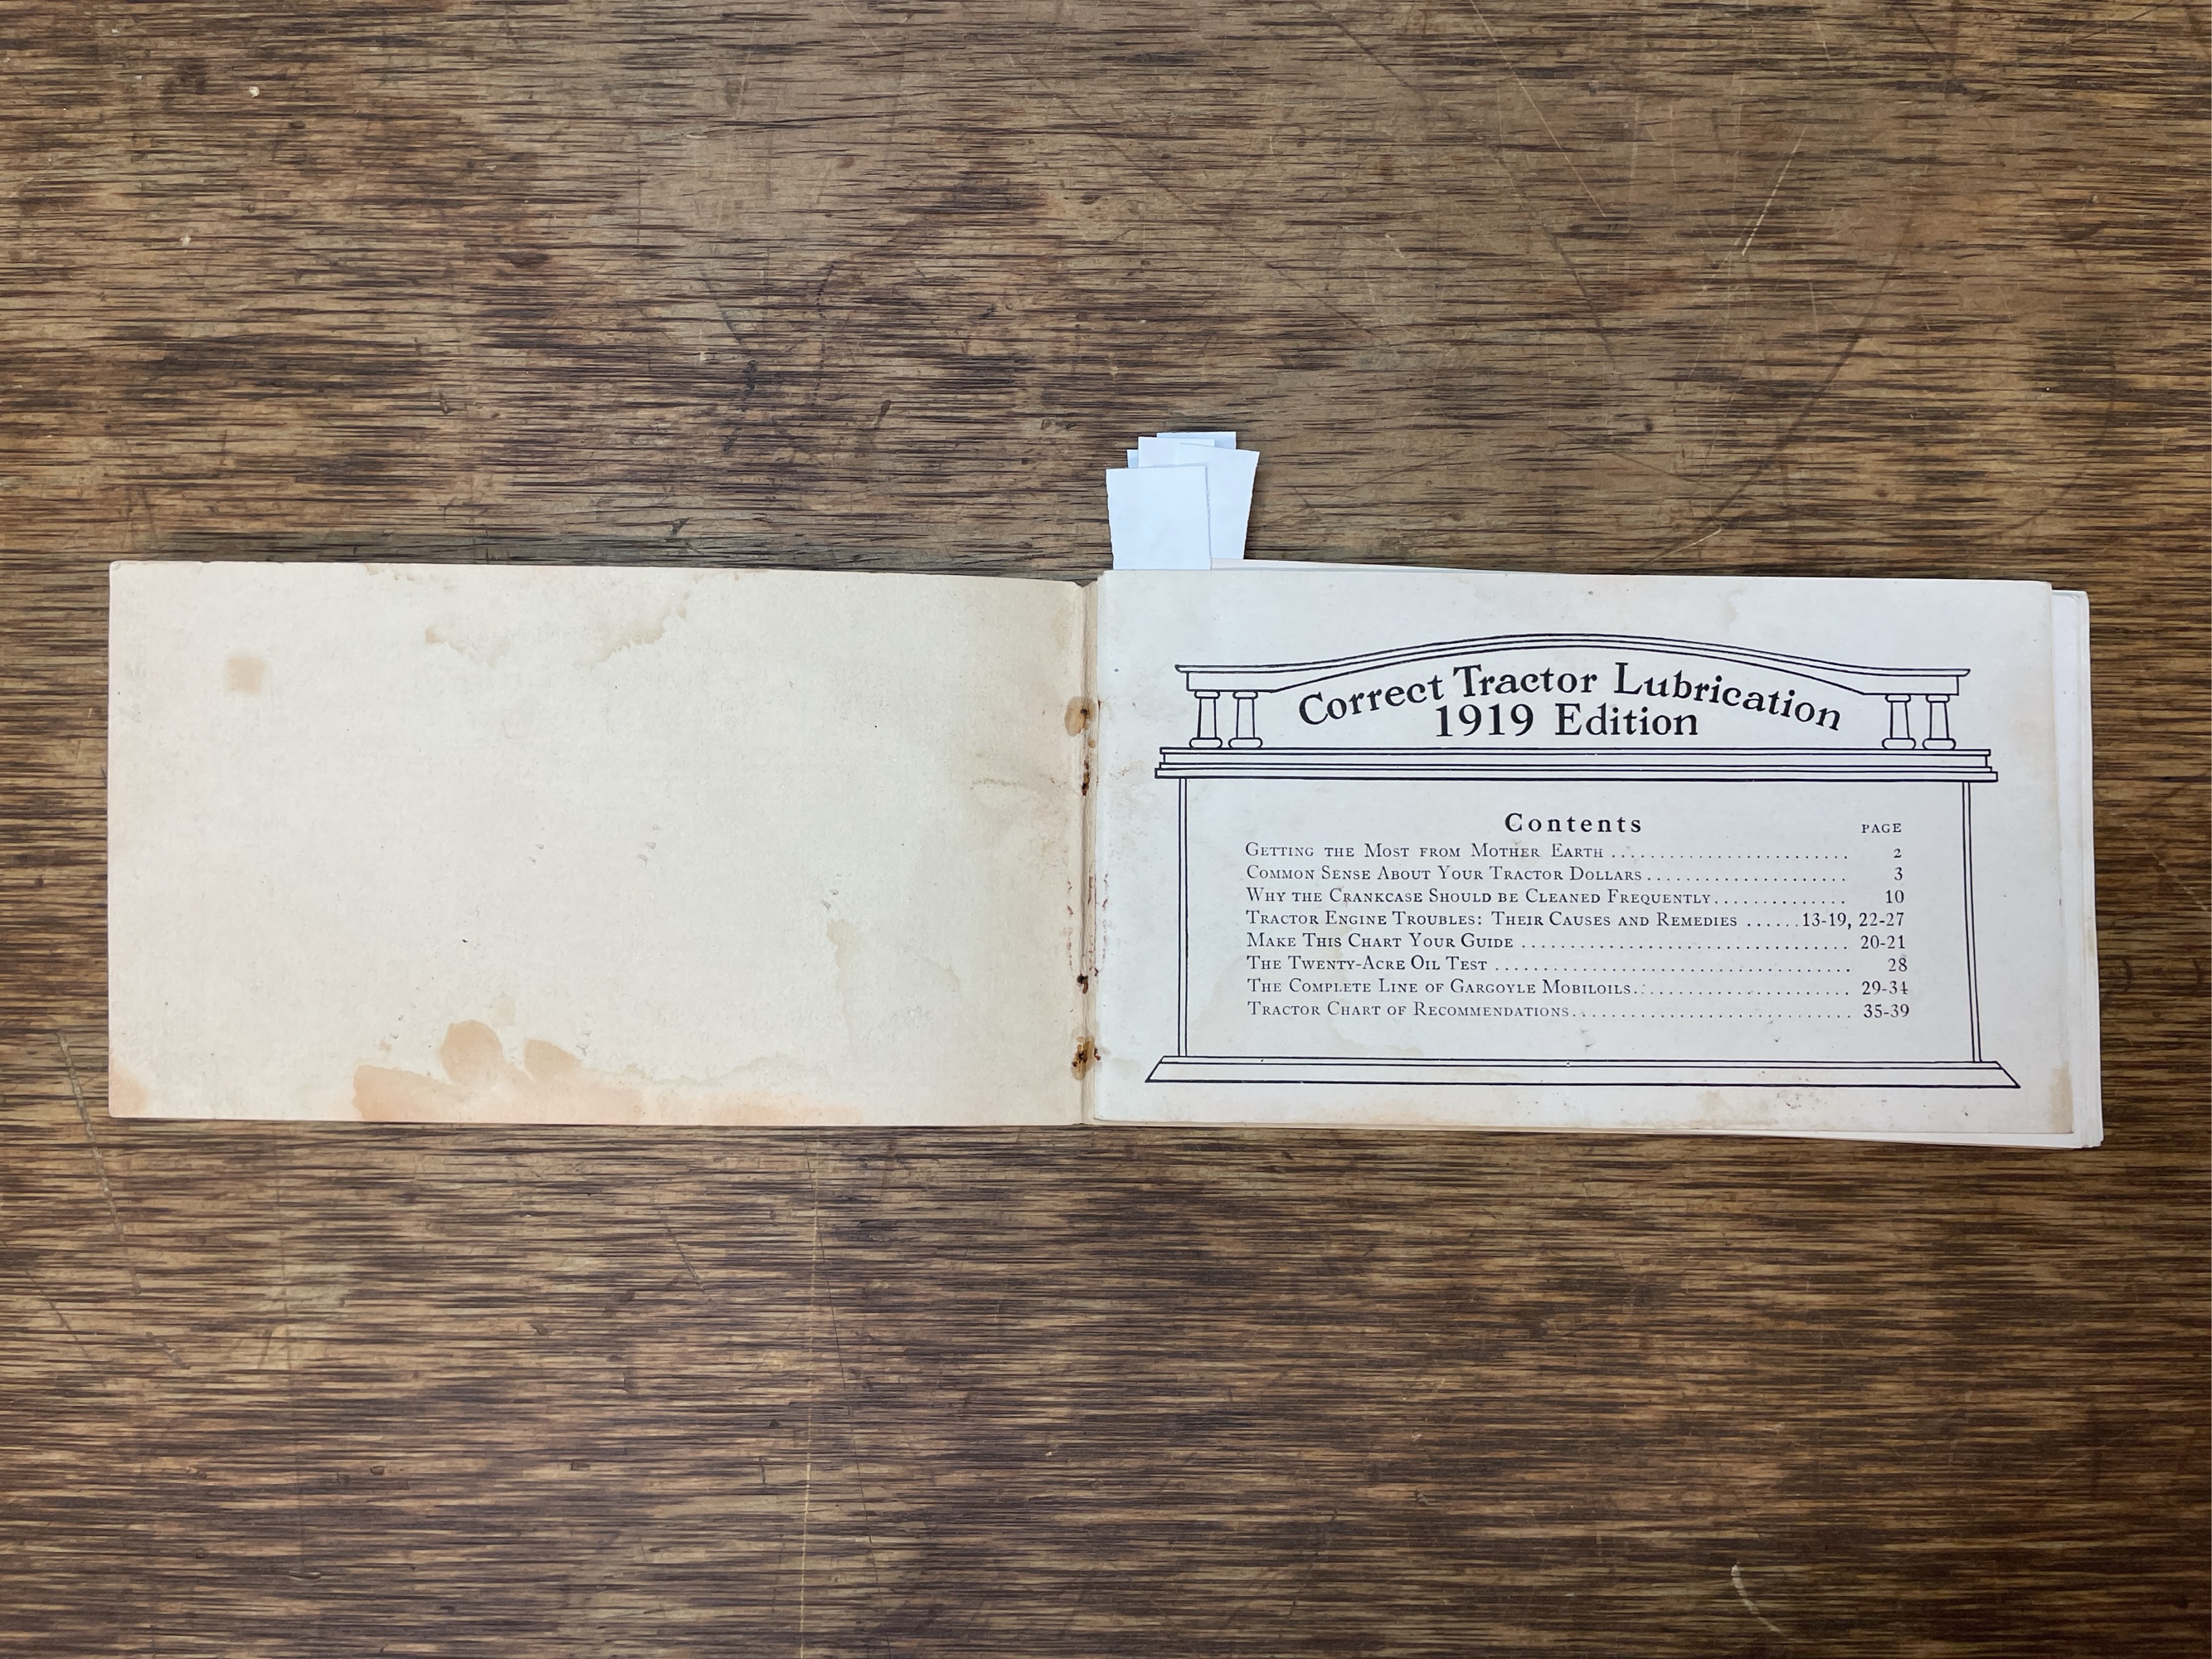 Correct Tractor Lubrication
1919 Edition
Contents
PAGE
Getting the Most from Mother Earth ........................ 2
Common Sense About Your Tractor Dollars .................... 3
Why the Crankcase Should be Cleaned Frequently.............. 10
Tractor Engine Troubles: Their Causes and Remedies ......13-19, 22-27
Make This Chart Your Guide ................................. 20-21
The Twenty-Acre Oil Test .................................... 28
The Complete Line of Gargoyle Mobiloils...................... 29-34
Tractor Chart of Recommendations............................ 35-39